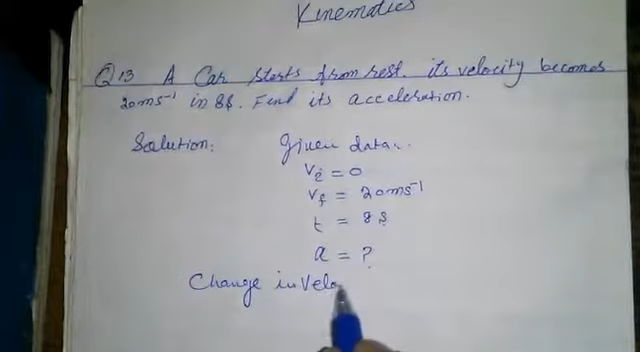 Kinematics
Q13 A Car starts from rest. its velocity becomes
20ms⁻¹ in 8s. Find its acceleration.
Solution: Given data:.
Vi = 0
Vf = 20ms⁻¹
t = 8s
a = ?
Change in Velo